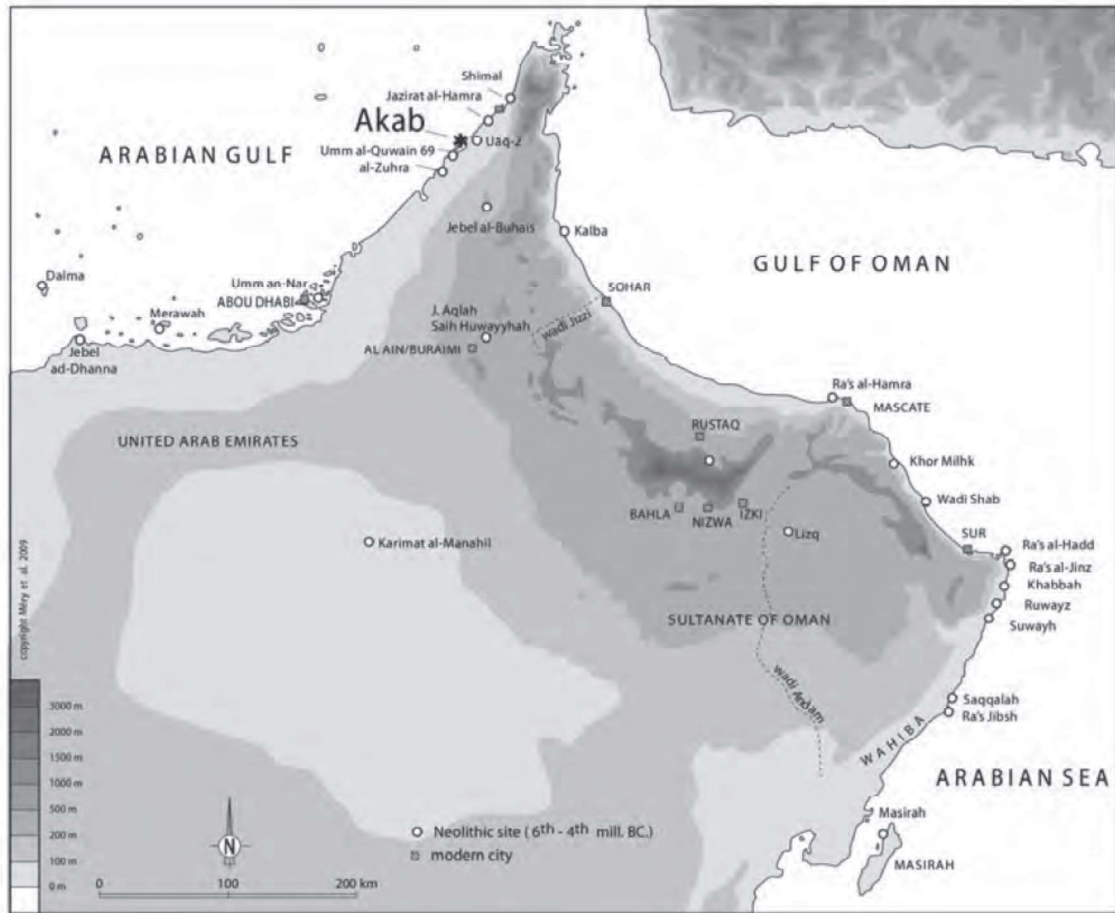 Shimal
Jazirat al-Hamra
Akab
Uaq-2
ARABIAN GULF
Umm al-Quwain 69
al-Zuhra
Jebel al-Buhais
Kalba
GULF OF OMAN
Dalma
Umm an-Nar
ABOU DHABI
SOHAR
Merawah
J. Aqlah
Saih Huwayyhah
wadi Jizzi
Jebel
ad-Dhanna
AL AIN/BURAIMI
Ra's al-Hamra
MASCATE
RUSTAQ
UNITED ARAB EMIRATES
Khor Milhk
Wadi Shab
BAHLA
NIZWA
IZKI
Lizq
SUR
Karimat al-Manahil
Ra's al-Hadd
Ra's al-Jinz
Khabbah
Ruwayz
Suwayh
SULTANATE OF OMAN
copyright Méry et al. 2009
wadi Andam
Saqqalah
Ra's Jibsh
WAHIBA
ARABIAN SEA
3000 m
2000 m
1500 m
1000 m
500 m
200 m
100 m
0 m
Masirah
MASIRAH
N
Neolithic site ( 6th - 4th mill. BC.)
modern city
0 100 200 km